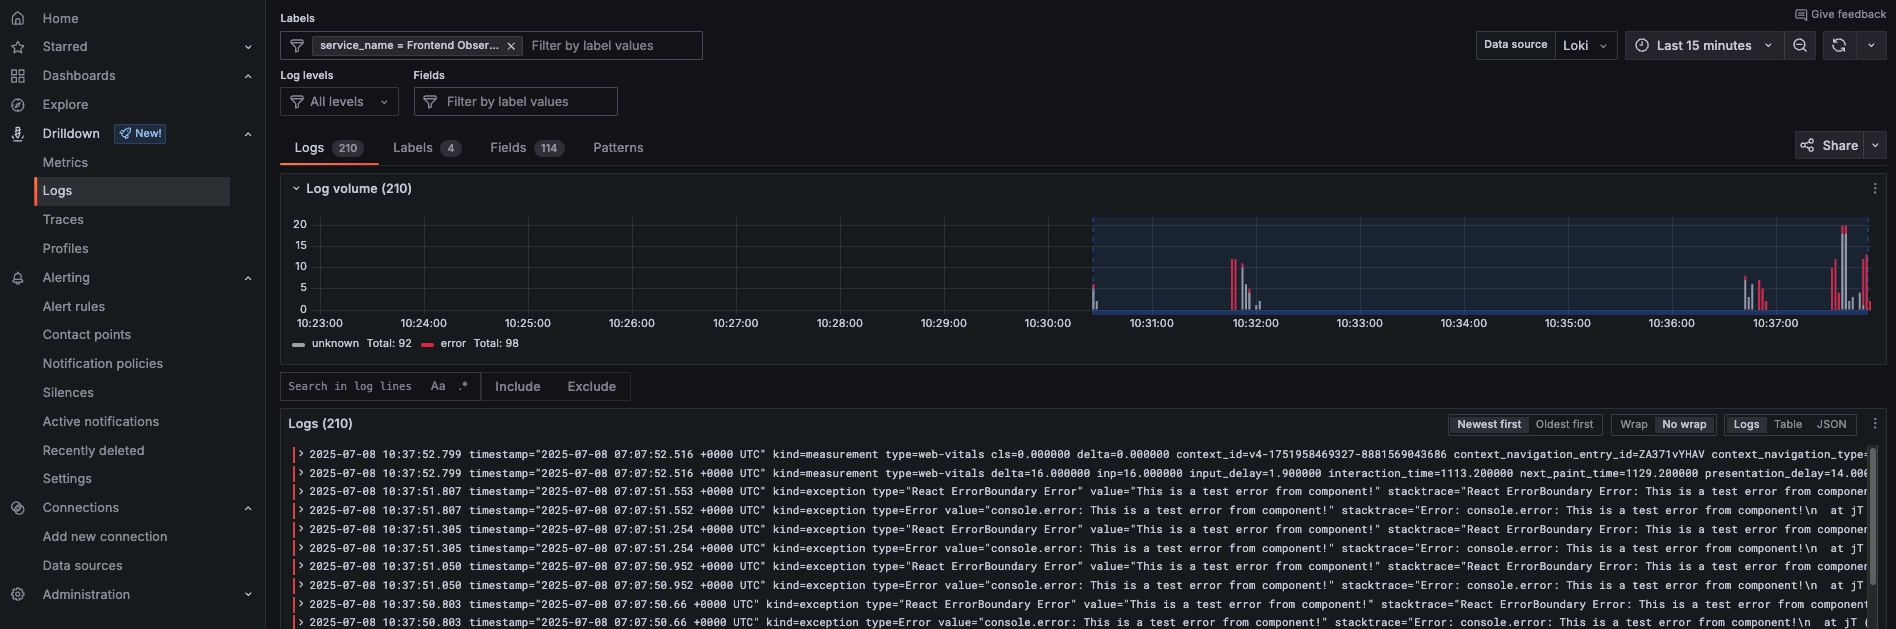 Home
Starred
Dashboards
Explore
Drilldown New!
Metrics
Logs
Traces
Profiles
Alerting
Alert rules
Contact points
Notification policies
Silences
Active notifications
Recently deleted
Settings
Connections
Add new connection
Data sources
Administration
Give feedback
Labels
service_name = Frontend Obser... Filter by label values
Data source Loki Last 15 minutes
Log levels Fields
All levels Filter by label values
Logs 210 Labels 4 Fields 114 Patterns
Share
Log volume (210)
20
15
10
5
0
10:23:00 10:24:00 10:25:00 10:26:00 10:27:00 10:28:00 10:29:00 10:30:00 10:31:00 10:32:00 10:33:00 10:34:00 10:35:00 10:36:00 10:37:00
unknown Total: 92 error Total: 98
Search in log lines Aa .* Include Exclude
Logs (210)
Newest first Oldest first Wrap No wrap Logs Table JSON
2025-07-08 10:37:52.799 timestamp="2025-07-08 07:07:52.516 +0000 UTC" kind=measurement type=web-vitals cls=0.000000 delta=0.000000 context_id=v4-1751958469327-8881569043686 context_navigation_entry_id=ZA371vYHAV context_navigation_type=
2025-07-08 10:37:52.799 timestamp="2025-07-08 07:07:52.516 +0000 UTC" kind=measurement type=web-vitals delta=16.000000 inp=16.000000 input_delay=1.900000 interaction_time=1113.200000 next_paint_time=1129.200000 presentation_delay=14.000
2025-07-08 10:37:51.807 timestamp="2025-07-08 07:07:51.553 +0000 UTC" kind=exception type="React ErrorBoundary Error" value="This is a test error from component!" stacktrace="React ErrorBoundary Error: This is a test error from componen
2025-07-08 10:37:51.807 timestamp="2025-07-08 07:07:51.552 +0000 UTC" kind=exception type=Error value="console.error: This is a test error from component!" stacktrace="Error: console.error: This is a test error from component!\n  at jT
2025-07-08 10:37:51.305 timestamp="2025-07-08 07:07:51.254 +0000 UTC" kind=exception type="React ErrorBoundary Error" value="This is a test error from component!" stacktrace="React ErrorBoundary Error: This is a test error from componen
2025-07-08 10:37:51.305 timestamp="2025-07-08 07:07:51.254 +0000 UTC" kind=exception type=Error value="console.error: This is a test error from component!" stacktrace="Error: console.error: This is a test error from component!\n  at jT
2025-07-08 10:37:51.050 timestamp="2025-07-08 07:07:50.952 +0000 UTC" kind=exception type="React ErrorBoundary Error" value="This is a test error from component!" stacktrace="React ErrorBoundary Error: This is a test error from componen
2025-07-08 10:37:51.050 timestamp="2025-07-08 07:07:50.952 +0000 UTC" kind=exception type=Error value="console.error: This is a test error from component!" stacktrace="Error: console.error: This is a test error from component!\n  at jT
2025-07-08 10:37:50.803 timestamp="2025-07-08 07:07:50.66 +0000 UTC" kind=exception type="React ErrorBoundary Error" value="This is a test error from component!" stacktrace="React ErrorBoundary Error: This is a test error from component
2025-07-08 10:37:50.803 timestamp="2025-07-08 07:07:50.66 +0000 UTC" kind=exception type=Error value="console.error: This is a test error from component!" stacktrace="Error: console.error: This is a test error from component!\n  at jT (